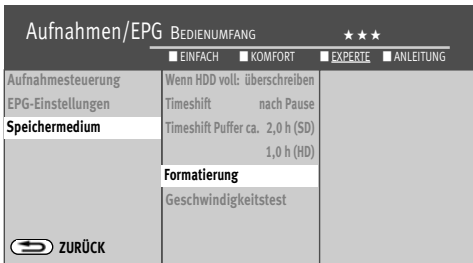 Aufnahmen/EPG BEDIENUMFANG ★★★
EINFACH KOMFORT EXPERTE ANLEITUNG
Aufnahmesteuerung
EPG-Einstellungen
Speichermedium
Wenn HDD voll: überschreiben
Timeshift nach Pause
Timeshift Puffer ca. 2,0 h (SD)
1,0 h (HD)
Formatierung
Geschwindigkeitstest
ZURÜCK